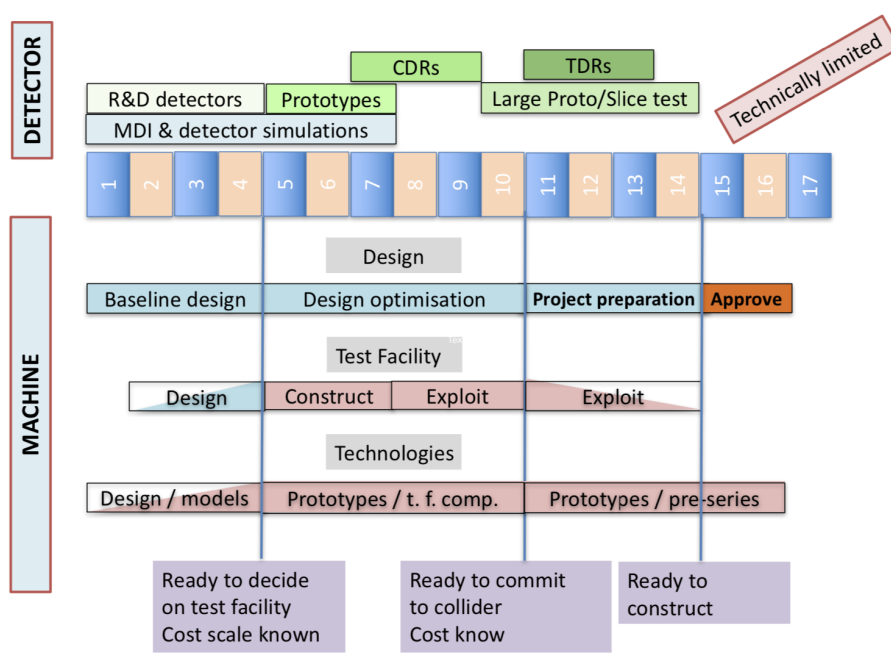 DETECTOR
CDRs
TDRs
R&D detectors
Prototypes
Large Proto/Slice test
MDI & detector simulations
Technically limited
1 2 3 4 5 6 7 8 9 10 11 12 13 14 15 16 17
MACHINE
Design
Baseline design
Design optimisation
Project preparation
Approve
Tex
Test Facility
Design
Construct
Exploit
Exploit
Technologies
Design / models
Prototypes / t. f. comp.
Prototypes / pre-series
Ready to decide
on test facility
Cost scale known
Ready to commit
to collider
Cost know
Ready to
construct